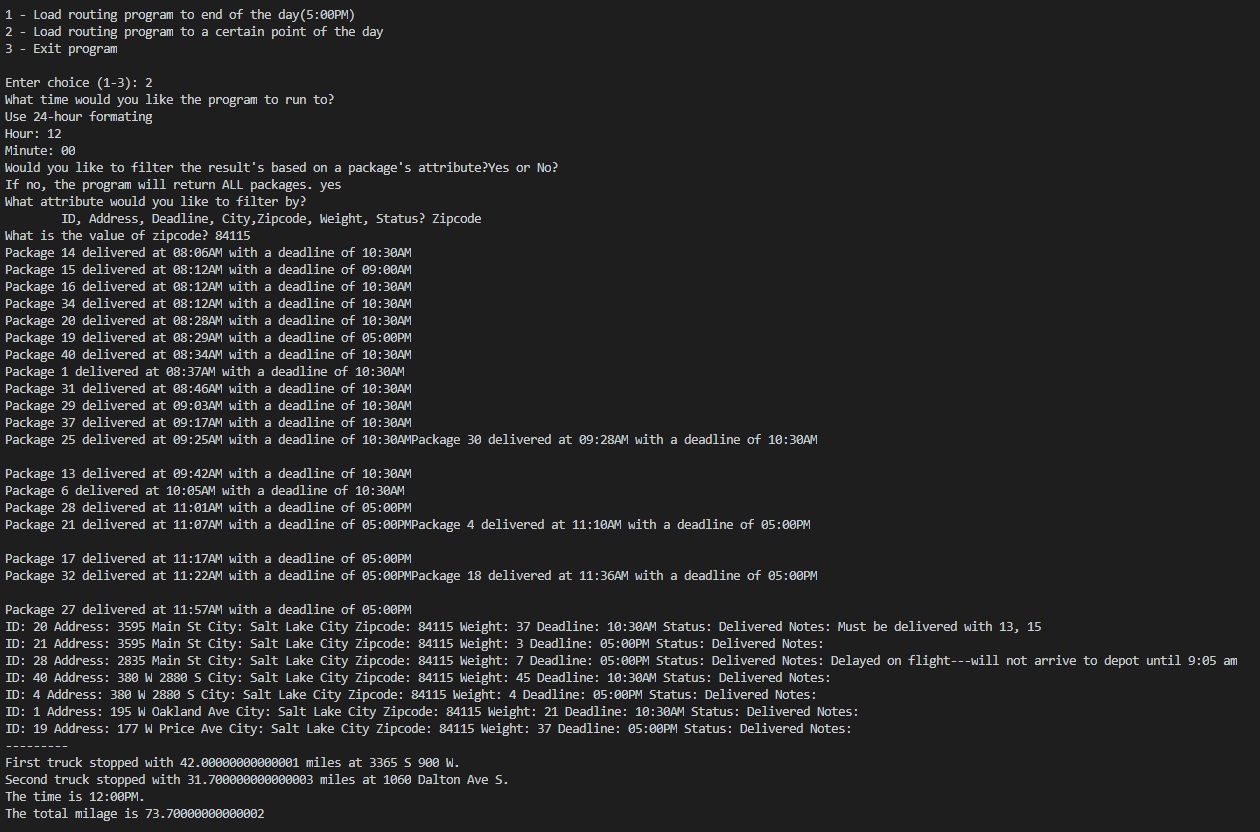 1 - Load routing program to end of the day(5:00PM)
2 - Load routing program to a certain point of the day
3 - Exit program
Enter choice (1-3): 2
What time would you like the program to run to?
Use 24-hour formating
Hour: 12
Minute: 00
Would you like to filter the result's based on a package's attribute?Yes or No?
If no, the program will return ALL packages. yes
What attribute would you like to filter by?
ID, Address, Deadline, City,Zipcode, Weight, Status? Zipcode
What is the value of zipcode? 84115
Package 14 delivered at 08:06AM with a deadline of 10:30AM
Package 15 delivered at 08:12AM with a deadline of 09:00AM
Package 16 delivered at 08:12AM with a deadline of 10:30AM
Package 34 delivered at 08:12AM with a deadline of 10:30AM
Package 20 delivered at 08:28AM with a deadline of 10:30AM
Package 19 delivered at 08:29AM with a deadline of 05:00PM
Package 40 delivered at 08:34AM with a deadline of 10:30AM
Package 1 delivered at 08:37AM with a deadline of 10:30AM
Package 31 delivered at 08:46AM with a deadline of 10:30AM
Package 29 delivered at 09:03AM with a deadline of 10:30AM
Package 37 delivered at 09:17AM with a deadline of 10:30AM
Package 25 delivered at 09:25AM with a deadline of 10:30AMPackage 30 delivered at 09:28AM with a deadline of 10:30AM
Package 13 delivered at 09:42AM with a deadline of 10:30AM
Package 6 delivered at 10:05AM with a deadline of 10:30AM
Package 28 delivered at 11:01AM with a deadline of 05:00PM
Package 21 delivered at 11:07AM with a deadline of 05:00PMPackage 4 delivered at 11:10AM with a deadline of 05:00PM
Package 17 delivered at 11:17AM with a deadline of 05:00PM
Package 32 delivered at 11:22AM with a deadline of 05:00PMPackage 18 delivered at 11:36AM with a deadline of 05:00PM
Package 27 delivered at 11:57AM with a deadline of 05:00PM
ID: 20 Address: 3595 Main St City: Salt Lake City Zipcode: 84115 Weight: 37 Deadline: 10:30AM Status: Delivered Notes: Must be delivered with 13, 15
ID: 21 Address: 3595 Main St City: Salt Lake City Zipcode: 84115 Weight: 3 Deadline: 05:00PM Status: Delivered Notes:
ID: 28 Address: 2835 Main St City: Salt Lake City Zipcode: 84115 Weight: 7 Deadline: 05:00PM Status: Delivered Notes: Delayed on flight---will not arrive to depot until 9:05 am
ID: 40 Address: 380 W 2880 S City: Salt Lake City Zipcode: 84115 Weight: 45 Deadline: 10:30AM Status: Delivered Notes:
ID: 4 Address: 380 W 2880 S City: Salt Lake City Zipcode: 84115 Weight: 4 Deadline: 05:00PM Status: Delivered Notes:
ID: 1 Address: 195 W Oakland Ave City: Salt Lake City Zipcode: 84115 Weight: 21 Deadline: 10:30AM Status: Delivered Notes:
ID: 19 Address: 177 W Price Ave City: Salt Lake City Zipcode: 84115 Weight: 37 Deadline: 05:00PM Status: Delivered Notes:
---------
First truck stopped with 42.00000000000001 miles at 3365 S 900 W.
Second truck stopped with 31.700000000000003 miles at 1060 Dalton Ave S.
The time is 12:00PM.
The total milage is 73.70000000000002